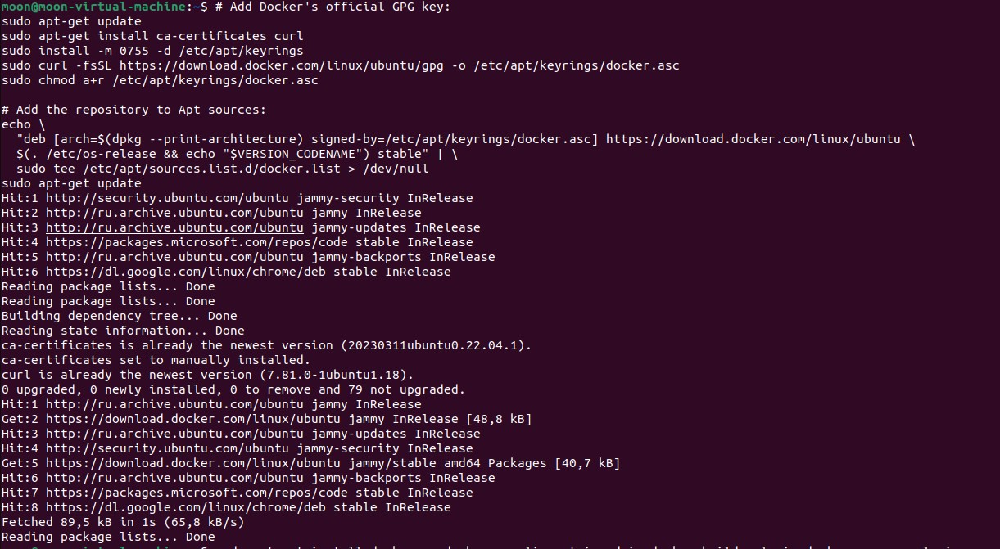 moon@moon-virtual-machine:~$ # Add Docker's official GPG key:
sudo apt-get update
sudo apt-get install ca-certificates curl
sudo install -m 0755 -d /etc/apt/keyrings
sudo curl -fsSL https://download.docker.com/linux/ubuntu/gpg -o /etc/apt/keyrings/docker.asc
sudo chmod a+r /etc/apt/keyrings/docker.asc
# Add the repository to Apt sources:
echo \
"deb [arch=$(dpkg --print-architecture) signed-by=/etc/apt/keyrings/docker.asc] https://download.docker.com/linux/ubuntu \
$(. /etc/os-release && echo "$VERSION_CODENAME") stable" | \
sudo tee /etc/apt/sources.list.d/docker.list > /dev/null
sudo apt-get update
Hit:1 http://security.ubuntu.com/ubuntu jammy-security InRelease
Hit:2 http://ru.archive.ubuntu.com/ubuntu jammy InRelease
Hit:3 http://ru.archive.ubuntu.com/ubuntu jammy-updates InRelease
Hit:4 https://packages.microsoft.com/repos/code stable InRelease
Hit:5 http://ru.archive.ubuntu.com/ubuntu jammy-backports InRelease
Hit:6 https://dl.google.com/linux/chrome/deb stable InRelease
Reading package lists... Done
Reading package lists... Done
Building dependency tree... Done
Reading state information... Done
ca-certificates is already the newest version (20230311ubuntu0.22.04.1).
ca-certificates set to manually installed.
curl is already the newest version (7.81.0-1ubuntu1.18).
0 upgraded, 0 newly installed, 0 to remove and 79 not upgraded.
Hit:1 http://ru.archive.ubuntu.com/ubuntu jammy InRelease
Get:2 https://download.docker.com/linux/ubuntu jammy InRelease [48,8 kB]
Hit:3 http://ru.archive.ubuntu.com/ubuntu jammy-updates InRelease
Hit:4 http://security.ubuntu.com/ubuntu jammy-security InRelease
Get:5 https://download.docker.com/linux/ubuntu jammy/stable amd64 Packages [40,7 kB]
Hit:6 http://ru.archive.ubuntu.com/ubuntu jammy-backports InRelease
Hit:7 https://packages.microsoft.com/repos/code stable InRelease
Hit:8 https://dl.google.com/linux/chrome/deb stable InRelease
Fetched 89,5 kB in 1s (65,8 kB/s)
Reading package lists... Done